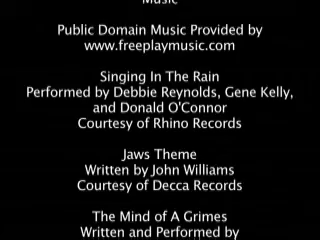 Music
Public Domain Music Provided by
www.freeplaymusic.com
Singing In The Rain
Performed by Debbie Reynolds, Gene Kelly,
and Donald O'Connor
Courtesy of Rhino Records
Jaws Theme
Written by John Williams
Courtesy of Decca Records
The Mind of A Grimes
Written and Performed by